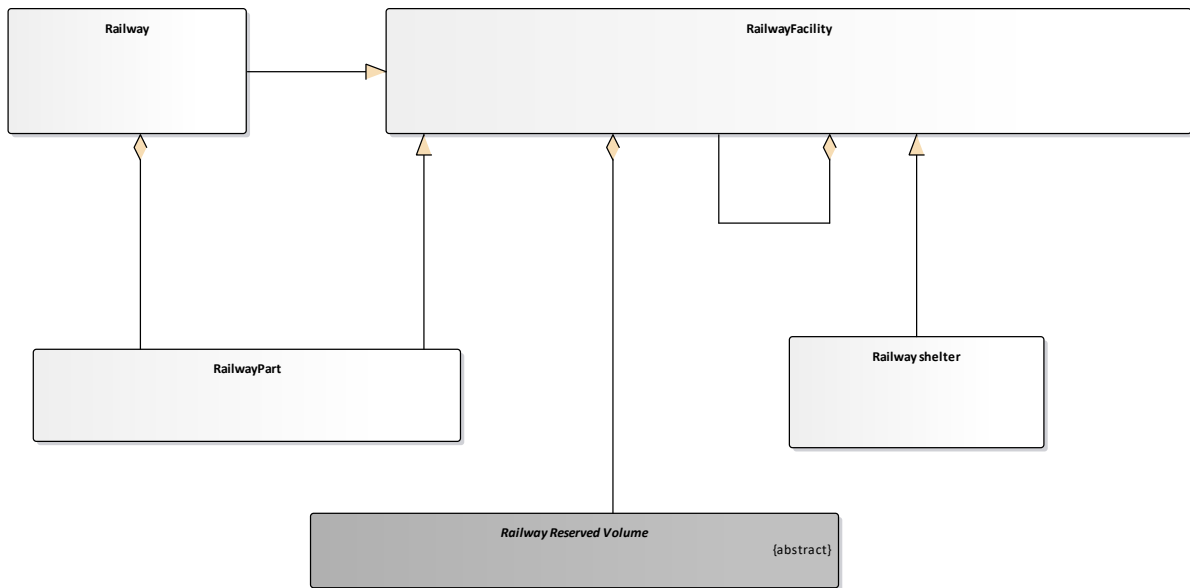 Railway
RailwayFacility
RailwayPart
Railway shelter
Railway Reserved Volume
{abstract}